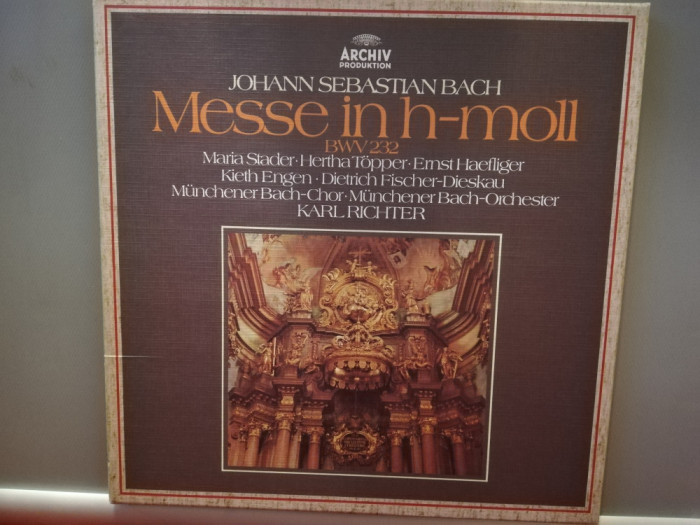 ARCHIV
PRODUKTION
JOHANN SEBASTIAN BACH
Messe in h-moll
BWV 232
Maria Stader · Hertha Töpper · Ernst Haefliger
Kieth Engen · Dietrich Fischer-Dieskau
Münchener Bach-Chor · Münchener Bach-Orchester
KARL RICHTER